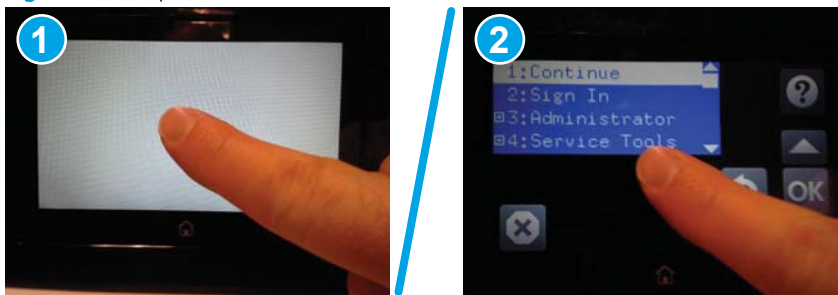 1
2
1:Continue
2:Sign In
3:Administrator
4:Service Tools
?
OK